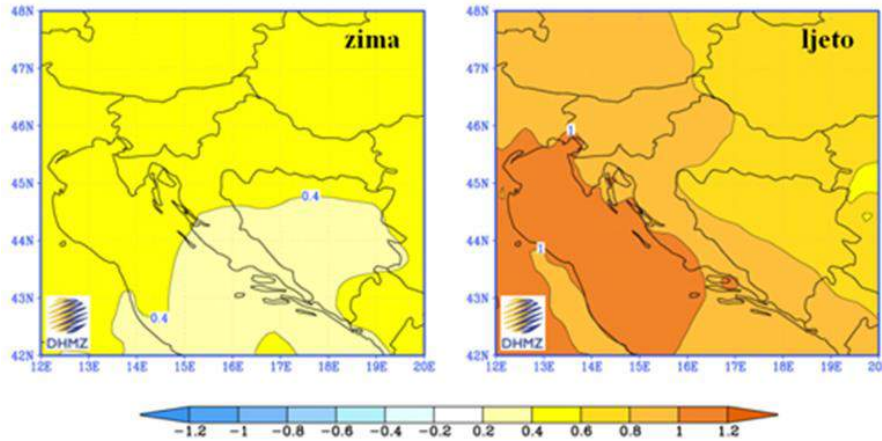 zima
48N
47N
46N
45N
44N
43N
42N
0.4
0.4
DHMZ
12E 13E 14E 15E 16E 17E 18E 19E 20E
ljeto
48N
47N
46N
45N
44N
43N
42N
1
1
DHMZ
12E 13E 14E 15E 16E 17E 18E 19E 20
-1.2 -1 -0.8 -0.6 -0.4 -0.2 0.2 0.4 0.6 0.8 1 1.2